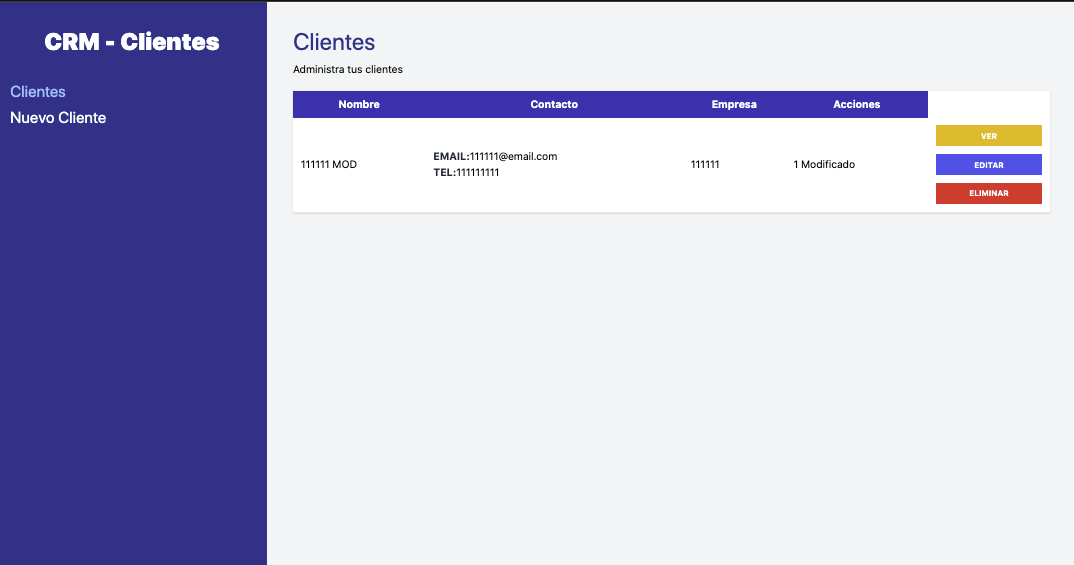 CRM - Clientes
Clientes
Nuevo Cliente
Clientes
Administra tus clientes
Nombre Contacto Empresa Acciones
111111 MOD
EMAIL:111111@email.com
TEL:111111111
111111
1 Modificado
VER
EDITAR
ELIMINAR